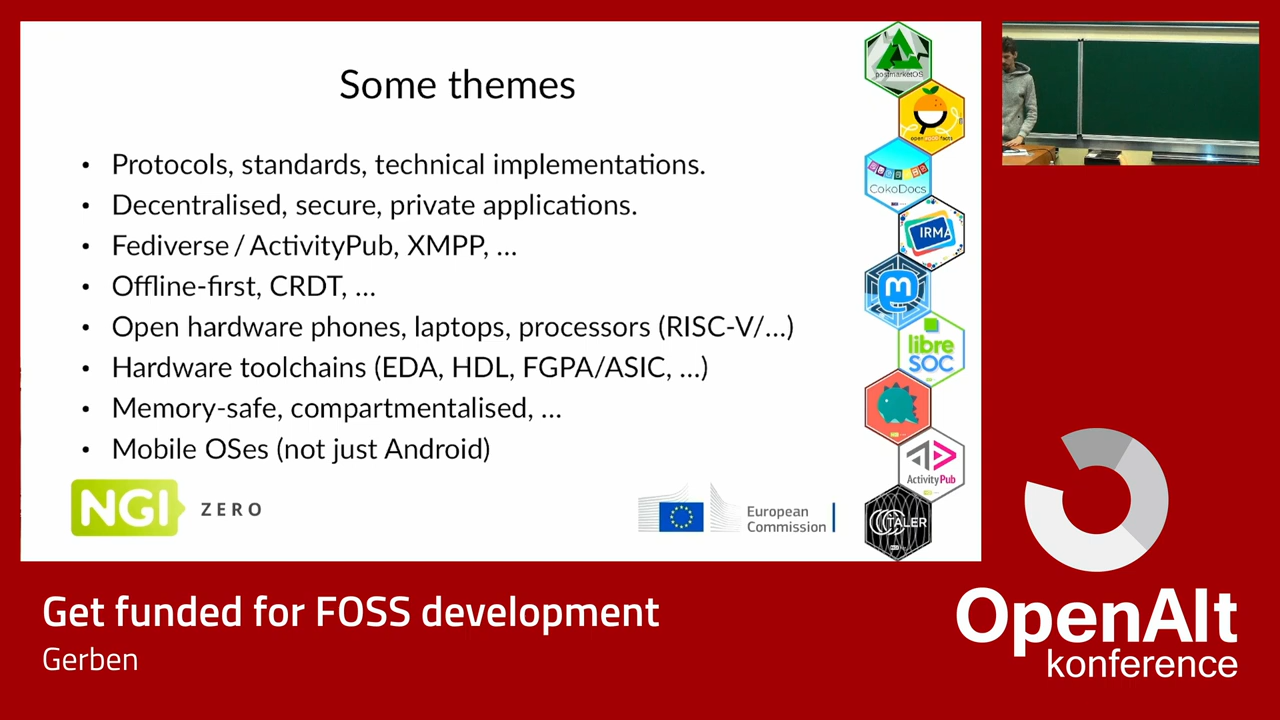 Some themes
• Protocols, standards, technical implementations.
• Decentralised, secure, private applications.
• Fediverse / ActivityPub, XMPP, ...
• Offline-first, CRDT, ...
• Open hardware phones, laptops, processors (RISC-V/...)
• Hardware toolchains (EDA, HDL, FGPA/ASIC, ...)
• Memory-safe, compartmentalised, ...
• Mobile OSes (not just Android)
NGI ZERO
European
Commission
postmarketOS
CokoDocs
IRMA
libre
SOC
ActivityPub
TALER
Get funded for FOSS development
Gerben
OpenAlt
konference